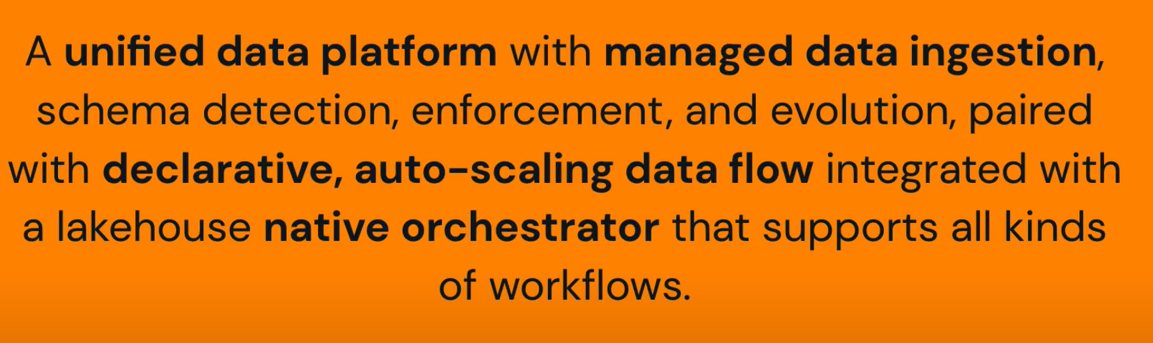 A unified data platform with managed data ingestion,
schema detection, enforcement, and evolution, paired
with declarative, auto-scaling data flow integrated with
a lakehouse native orchestrator that supports all kinds
of workflows.